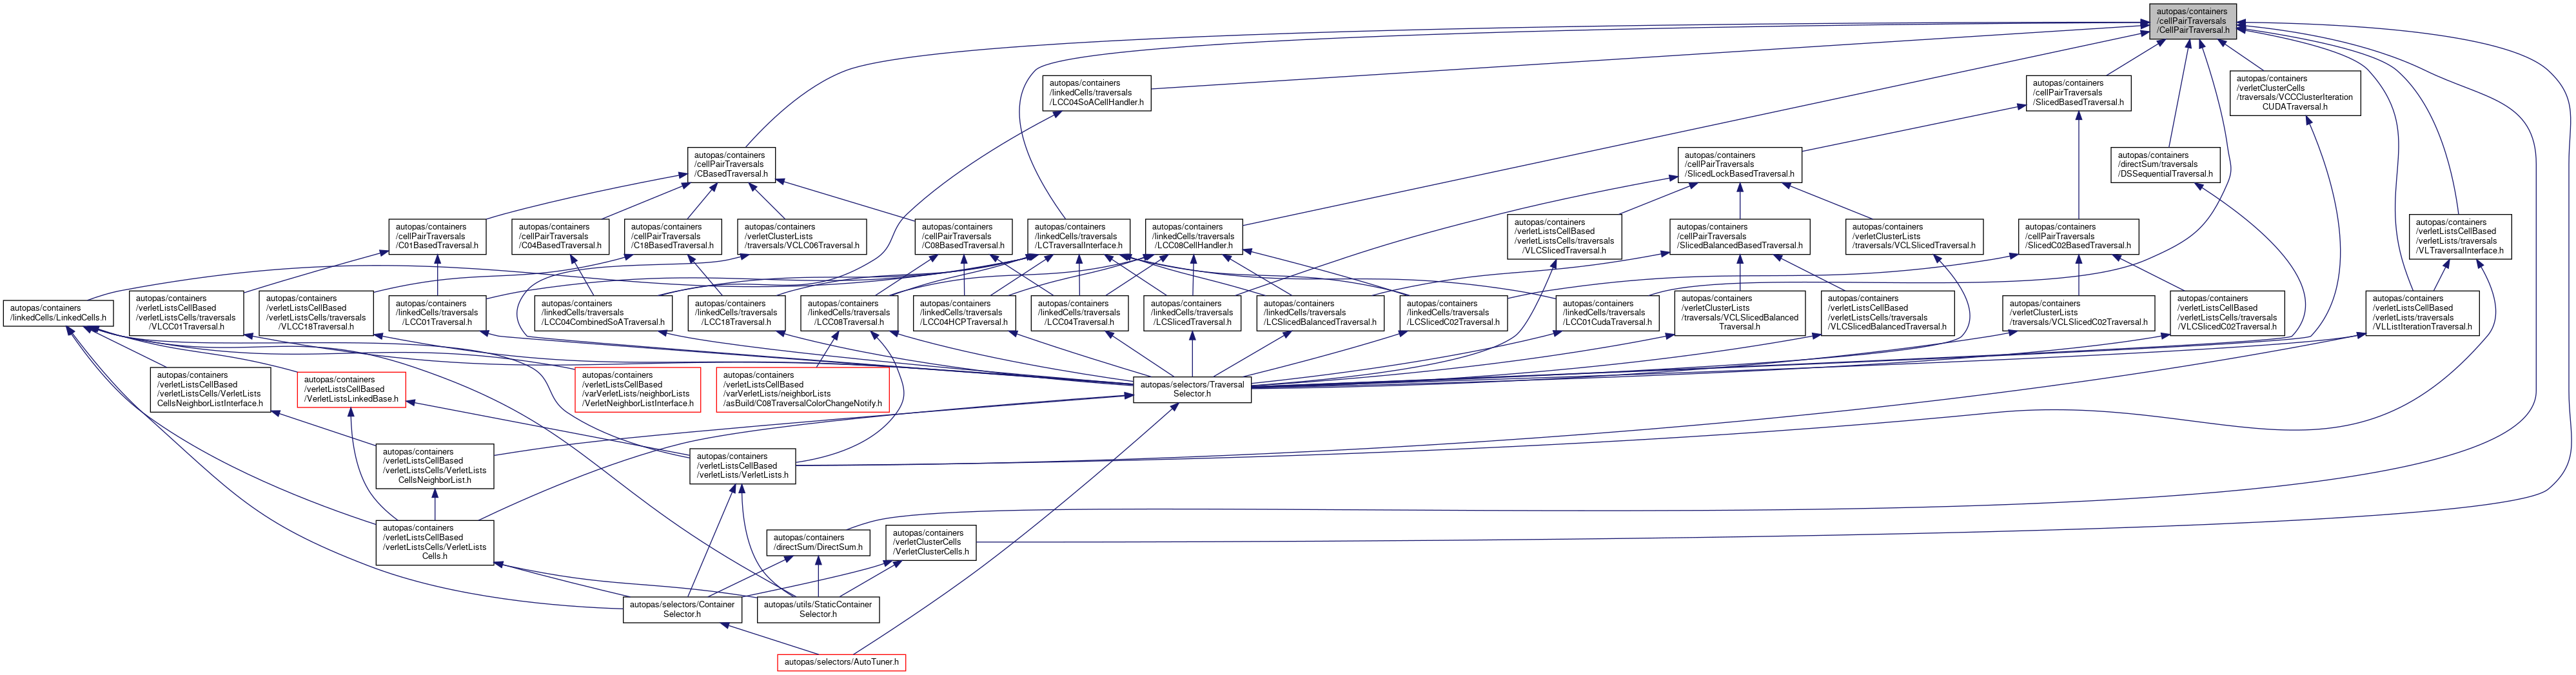 autopas/containers
/cellPairTraversals
/CellPairTraversal.h
autopas/containers
/linkedCells/traversals
/LCC04SoACellHandler.h
autopas/containers
/cellPairTraversals
/SlicedBasedTraversal.h
autopas/containers
/verletClusterCells
/traversals/VCCClusterIteration
CUDATraversal.h
autopas/containers
/cellPairTraversals
/CBasedTraversal.h
autopas/containers
/cellPairTraversals
/SlicedLockBasedTraversal.h
autopas/containers
/directSum/traversals
/DSSequentialTraversal.h
autopas/containers
/cellPairTraversals
/C01BasedTraversal.h
autopas/containers
/cellPairTraversals
/C04BasedTraversal.h
autopas/containers
/cellPairTraversals
/C18BasedTraversal.h
autopas/containers
/verletClusterLists
/traversals/VCLC06Traversal.h
autopas/containers
/cellPairTraversals
/C08BasedTraversal.h
autopas/containers
/linkedCells/traversals
/LCTraversalInterface.h
autopas/containers
/linkedCells/traversals
/LCC08CellHandler.h
autopas/containers
/verletListsCellBased
/verletListsCells/traversals
/VLCSlicedTraversal.h
autopas/containers
/cellPairTraversals
/SlicedBalancedBasedTraversal.h
autopas/containers
/verletClusterLists
/traversals/VCLSlicedTraversal.h
autopas/containers
/cellPairTraversals
/SlicedC02BasedTraversal.h
autopas/containers
/verletListsCellBased
/verletLists/traversals
/VLTraversalInterface.h
autopas/containers
/linkedCells/LinkedCells.h
autopas/containers
/verletListsCellBased
/verletListsCells/traversals
/VLCC01Traversal.h
autopas/containers
/verletListsCellBased
/verletListsCells/traversals
/VLCC18Traversal.h
autopas/containers
/linkedCells/traversals
/LCC01Traversal.h
autopas/containers
/linkedCells/traversals
/LCC04CombinedSoATraversal.h
autopas/containers
/linkedCells/traversals
/LCC18Traversal.h
autopas/containers
/linkedCells/traversals
/LCC08Traversal.h
autopas/containers
/linkedCells/traversals
/LCC04HCPTraversal.h
autopas/containers
/linkedCells/traversals
/LCC04Traversal.h
autopas/containers
/linkedCells/traversals
/LCSlicedTraversal.h
autopas/containers
/linkedCells/traversals
/LCSlicedBalancedTraversal.h
autopas/containers
/linkedCells/traversals
/LCSlicedC02Traversal.h
autopas/containers
/linkedCells/traversals
/LCC01CudaTraversal.h
autopas/containers
/verletClusterLists
/traversals/VCLSlicedBalanced
Traversal.h
autopas/containers
/verletListsCellBased
/verletListsCells/traversals
/VLCSlicedBalancedTraversal.h
autopas/containers
/verletClusterLists
/traversals/VCLSlicedC02Traversal.h
autopas/containers
/verletListsCellBased
/verletListsCells/traversals
/VLCSlicedC02Traversal.h
autopas/containers
/verletListsCellBased
/verletLists/traversals
/VLListIterationTraversal.h
autopas/containers
/verletListsCellBased
/verletListsCells/VerletLists
CellsNeighborListInterface.h
autopas/containers
/verletListsCellBased
/VerletListsLinkedBase.h
autopas/containers
/verletListsCellBased
/varVerletLists/neighborLists
/VerletNeighborListInterface.h
autopas/containers
/verletListsCellBased
/varVerletLists/neighborLists
/asBuild/C08TraversalColorChangeNotify.h
autopas/selectors/Traversal
Selector.h
autopas/containers
/verletListsCellBased
/verletListsCells/VerletLists
CellsNeighborList.h
autopas/containers
/verletListsCellBased
/verletLists/VerletLists.h
autopas/containers
/verletListsCellBased
/verletListsCells/VerletLists
Cells.h
autopas/containers
/directSum/DirectSum.h
autopas/containers
/verletClusterCells
/VerletClusterCells.h
autopas/selectors/Container
Selector.h
autopas/utils/StaticContainer
Selector.h
autopas/selectors/AutoTuner.h